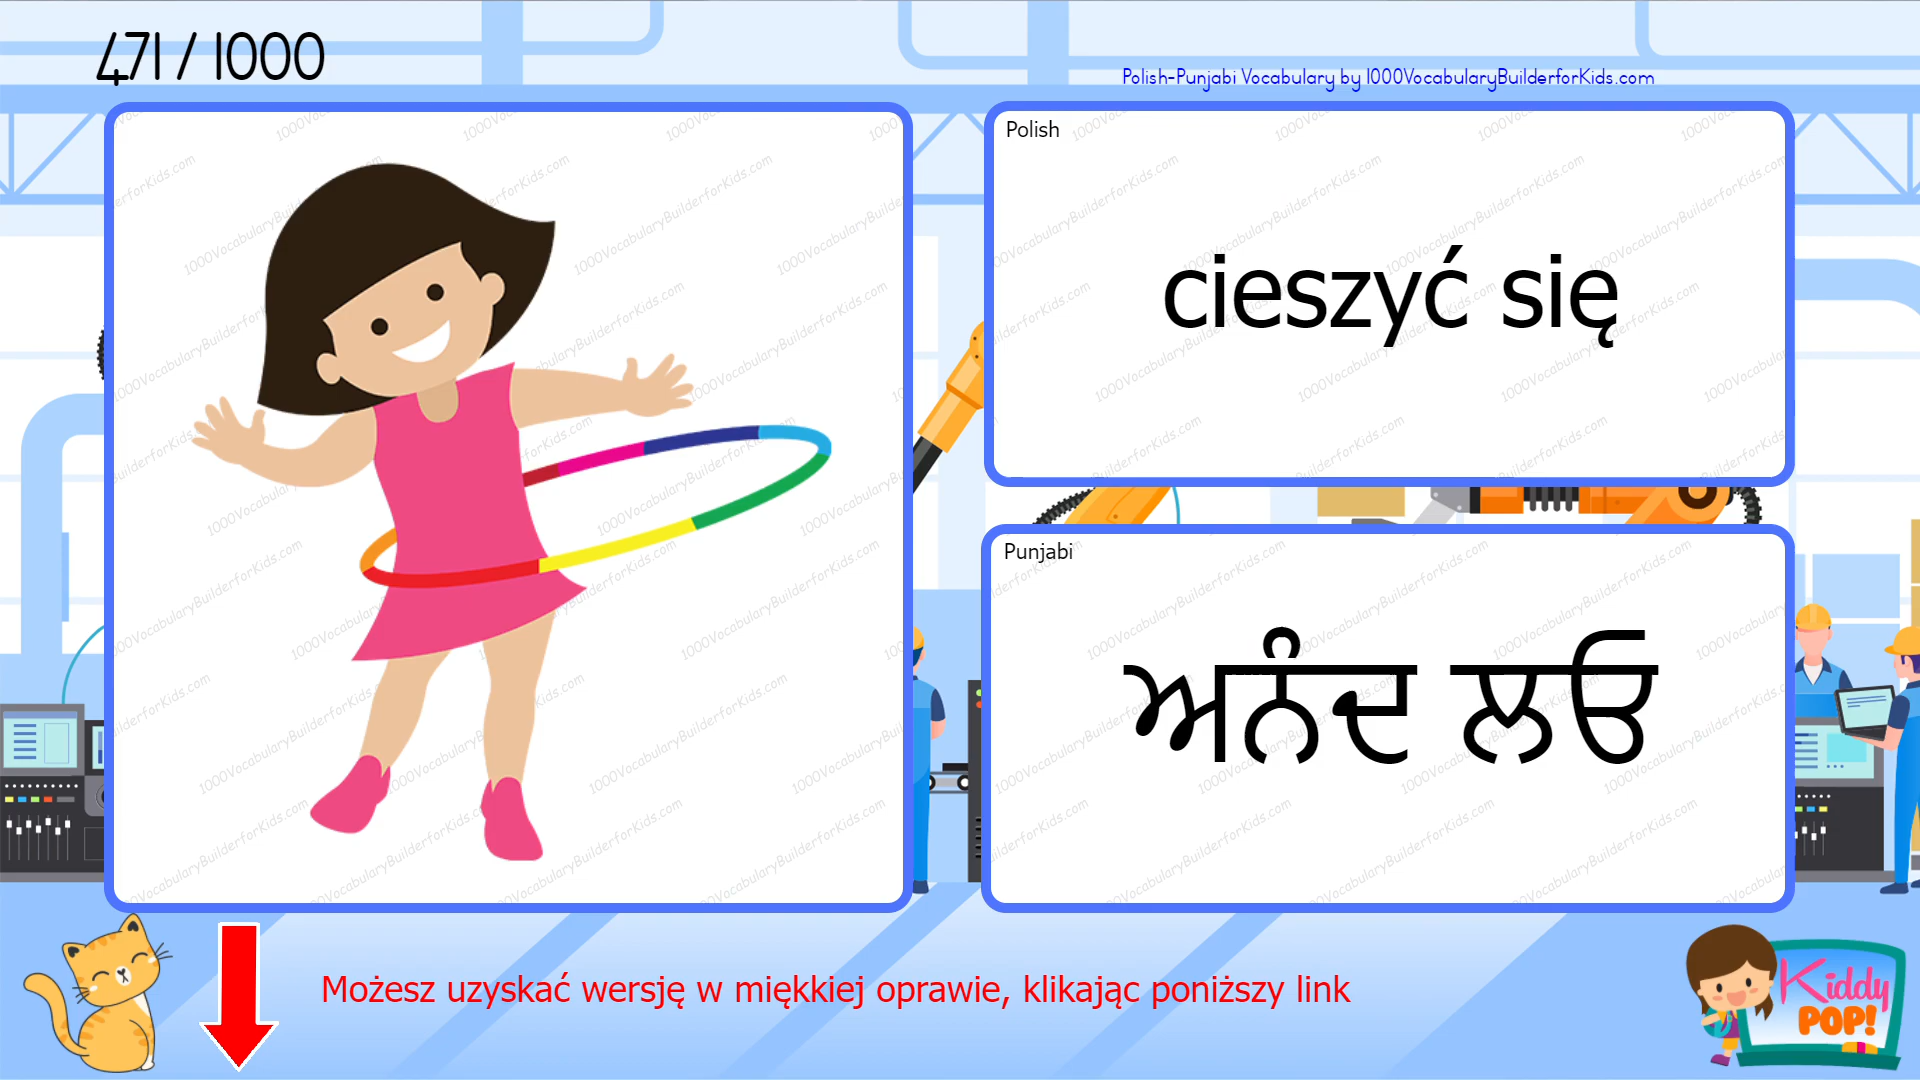 471 / 1000
Polish-Punjabi Vocabulary by 1000VocabularyBuilderforKids.com
Polish
cieszyć się
Punjabi
ਅਨੰਦ ਲਓ
Możesz uzyskać wersję w miękkiej oprawie, klikając poniższy link
Kiddy
POP!